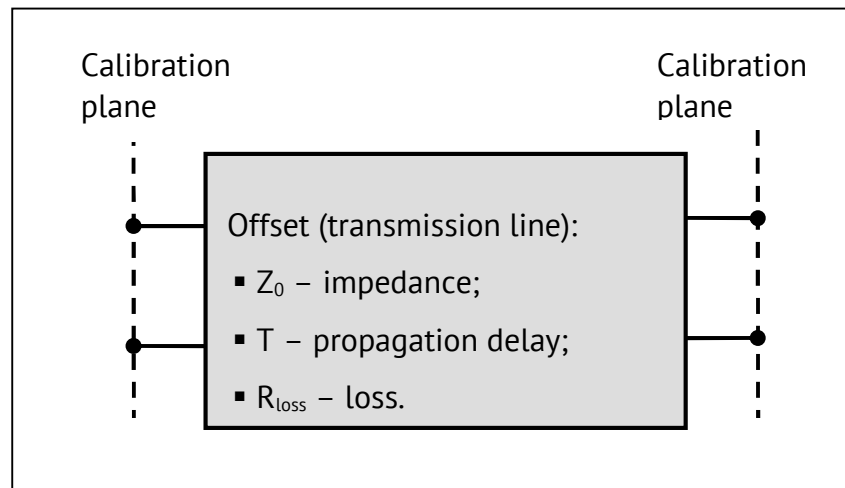 Calibration
plane
Calibration
plane
Offset (transmission line):
▪ Z₀ – impedance;
▪ T – propagation delay;
▪ Rₗₒₛₛ – loss.